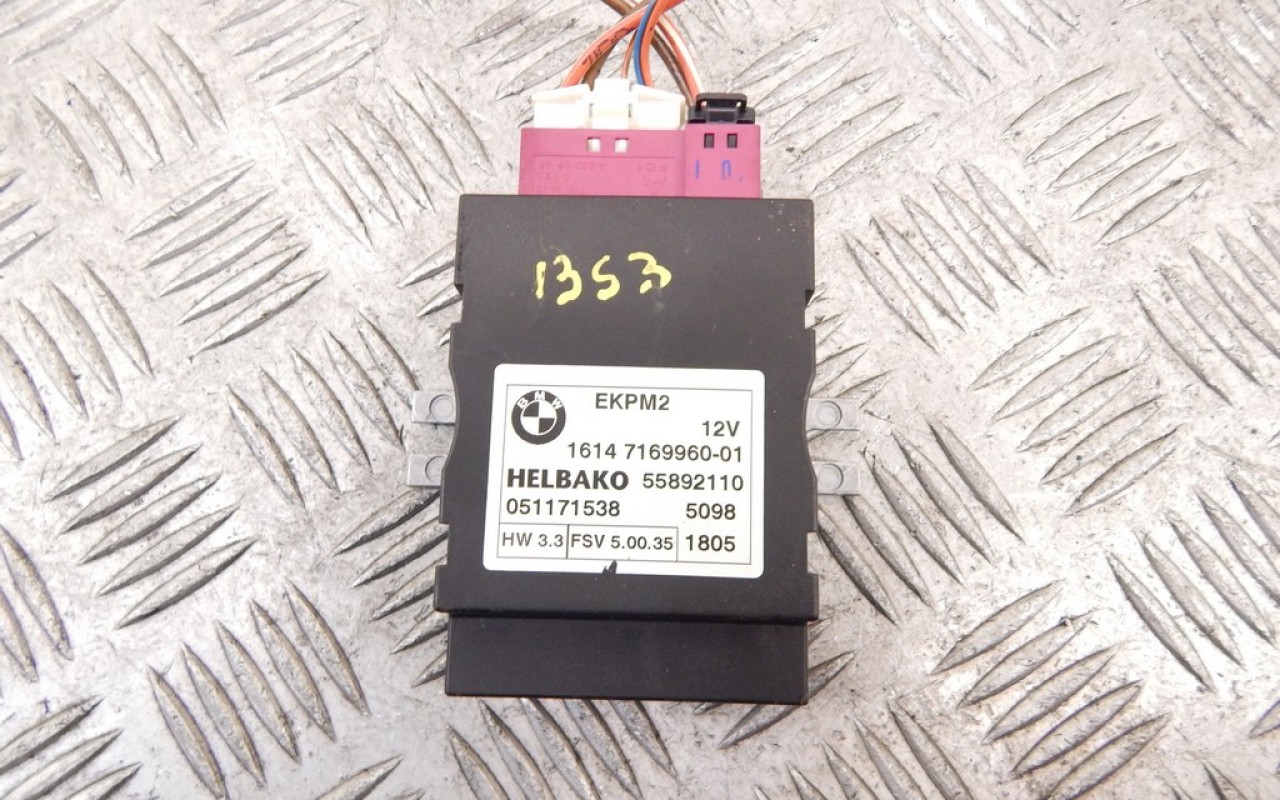 I D.
1353
BMW
EKPM2
12V
1614 7169960-01
HELBAKO 55892110
051171538 5098
HW 3.3 FSV 5.00.35 1805